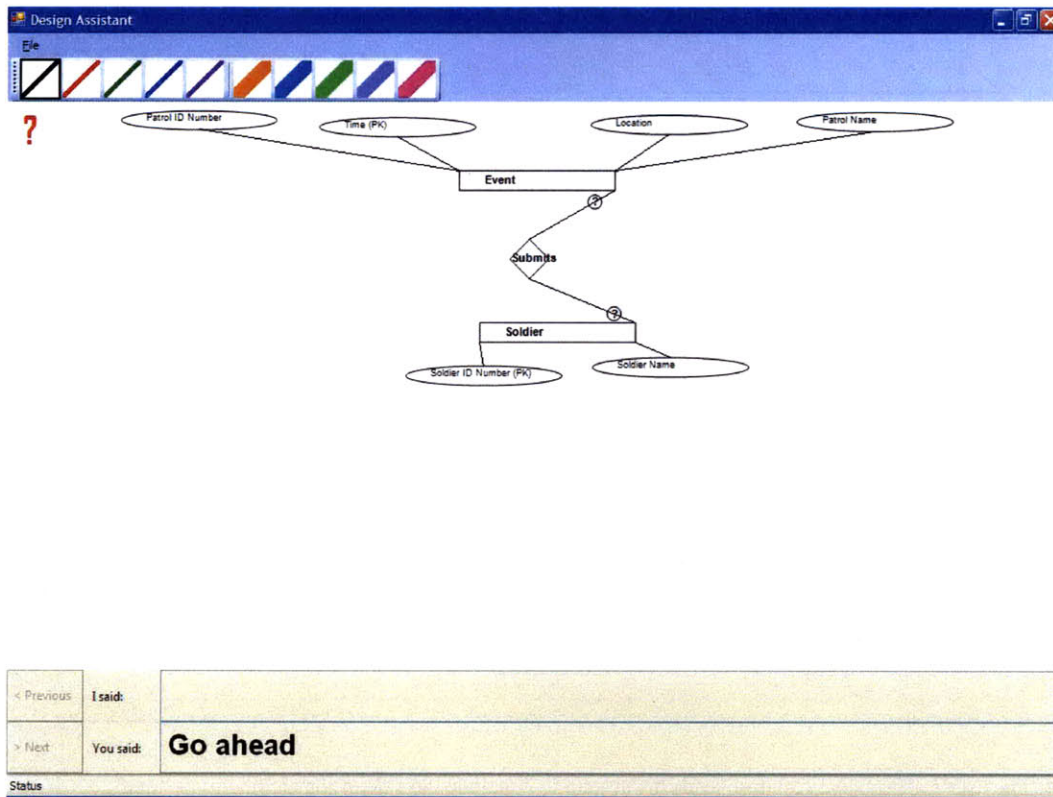 Design Assistant
File
?
Patrol ID Number
Time (PK)
Location
Patrol Name
Event
?
Submits
?
Soldier
Soldier ID Number (PK)
Soldier Name
< Previous
I said:
> Next
You said:
Go ahead
Status